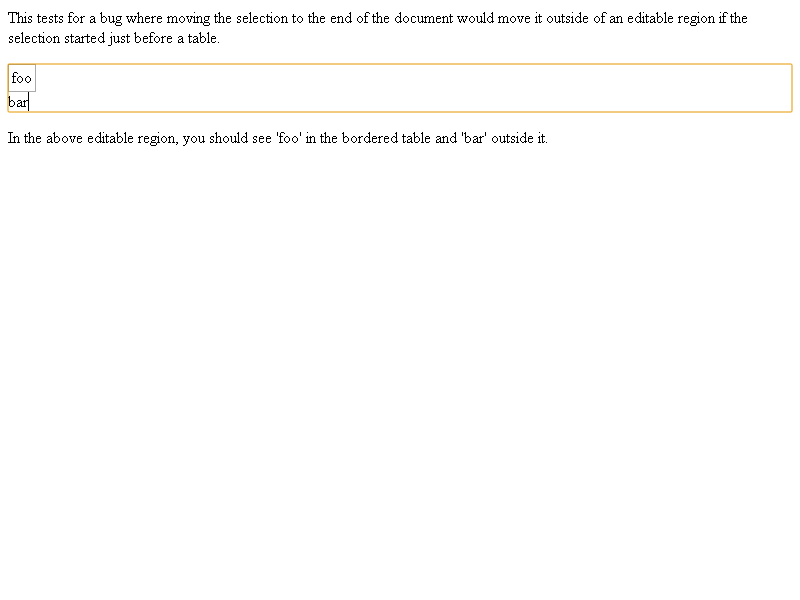 This tests for a bug where moving the selection to the end of the document would move it outside of an editable region if the
selection started just before a table.
foo
bar
In the above editable region, you should see 'foo' in the bordered table and 'bar' outside it.